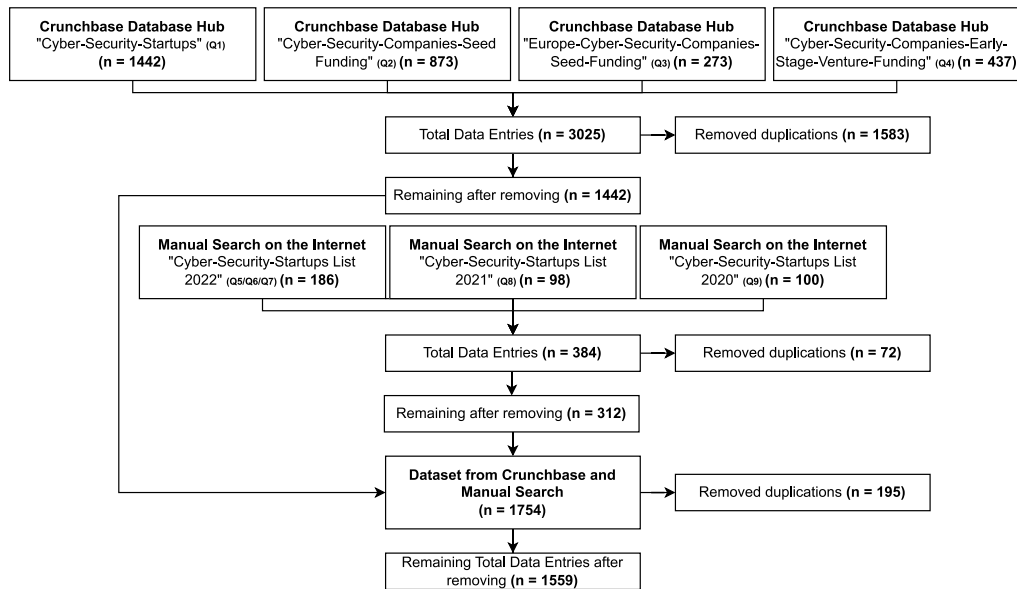 Crunchbase Database Hub
"Cyber-Security-Startups" (Q1)
(n = 1442)
Crunchbase Database Hub
"Cyber-Security-Companies-Seed
Funding" (Q2) (n = 873)
Crunchbase Database Hub
"Europe-Cyber-Security-Companies-
Seed-Funding" (Q3) (n = 273)
Crunchbase Database Hub
"Cyber-Security-Companies-Early-
Stage-Venture-Funding" (Q4) (n = 437)
Total Data Entries (n = 3025)
Removed duplications (n = 1583)
Remaining after removing (n = 1442)
Manual Search on the Internet
"Cyber-Security-Startups List
2022" (Q5/Q6/Q7) (n = 186)
Manual Search on the Internet
"Cyber-Security-Startups List
2021" (Q8) (n = 98)
Manual Search on the Internet
"Cyber-Security-Startups List
2020" (Q9) (n = 100)
Total Data Entries (n = 384)
Removed duplications (n = 72)
Remaining after removing (n = 312)
Dataset from Crunchbase and
Manual Search
(n = 1754)
Removed duplications (n = 195)
Remaining Total Data Entries after
removing (n = 1559)